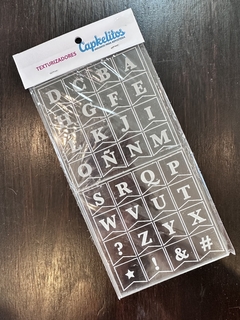 TEXTURIZADORES
Capkelitos
D C B A
H G F E
L K J I
O Ñ N M
S R Q P
W V U T
? Z Y X
★ ! & #